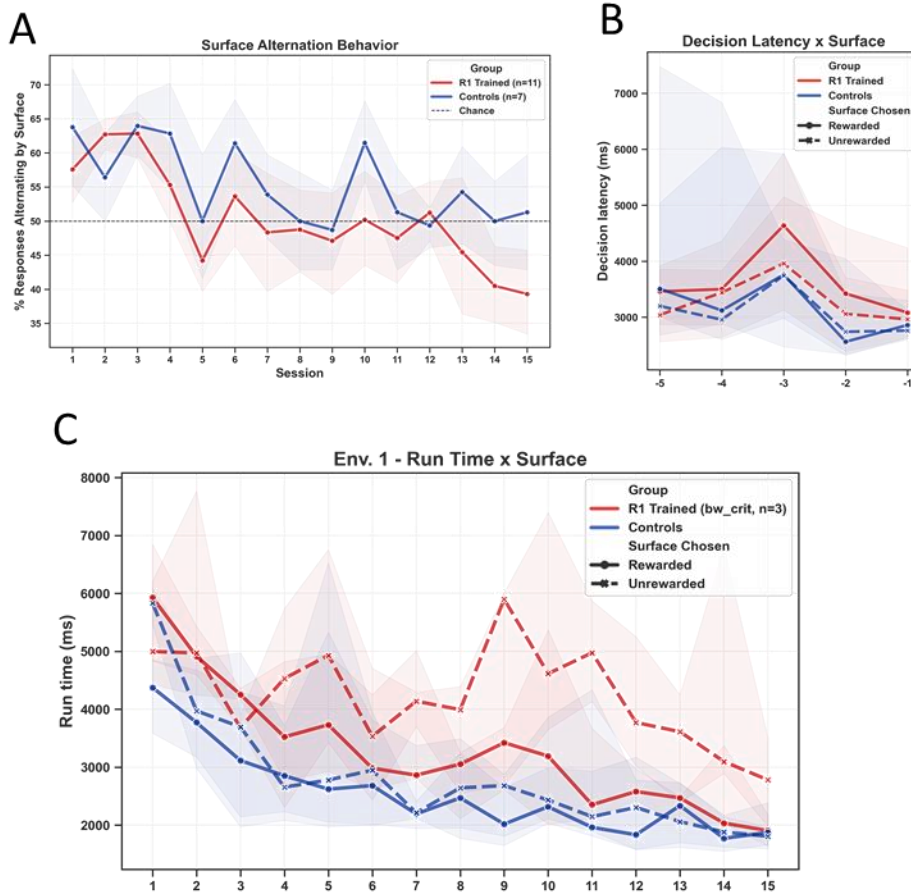 A
Surface Alternation Behavior
% Responses Alternating by Surface
70
65
60
55
50
45
40
35
Group
R1 Trained (n=11)
Controls (n=7)
Chance
1 2 3 4 5 6 7 8 9 10 11 12 13 14 15
Session
B
Decision Latency x Surface
Decision latency (ms)
7000
6000
5000
4000
3000
Group
R1 Trained
Controls
Surface Chosen
Rewarded
Unrewarded
-5 -4 -3 -2 -1
C
Env. 1 - Run Time x Surface
Run time (ms)
8000
7000
6000
5000
4000
3000
2000
Group
R1 Trained (bw_crit, n=3)
Controls
Surface Chosen
Rewarded
Unrewarded
1 2 3 4 5 6 7 8 9 10 11 12 13 14 15